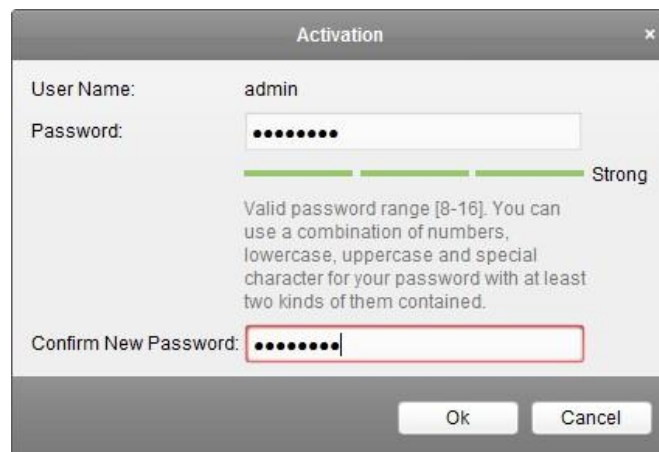 Activation
×
User Name: admin
Password: ••••••••
Strong
Valid password range [8-16]. You can
use a combination of numbers,
lowercase, uppercase and special
character for your password with at least
two kinds of them contained.
Confirm New Password: ••••••••
Ok Cancel